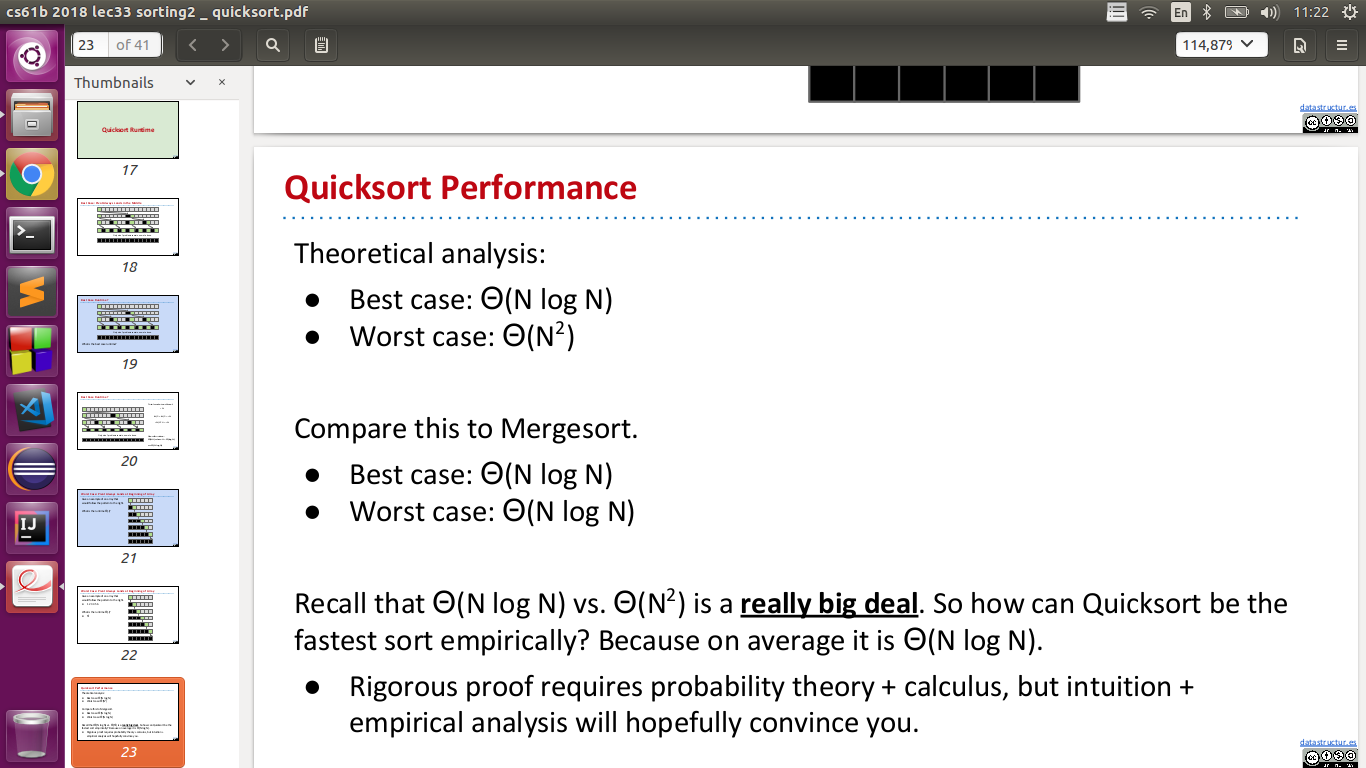 cs61b 2018 lec33 sorting2 _ quicksort.pdf
En
11:22
23 of 41
114,87%
Thumbnails
Quicksort Runtime
17
18
19
20
21
22
23
datastructur.es
Quicksort Performance
Theoretical analysis:
● Best case: Θ(N log N)
● Worst case: Θ(N²)
Compare this to Mergesort.
● Best case: Θ(N log N)
● Worst case: Θ(N log N)
Recall that Θ(N log N) vs. Θ(N²) is a really big deal. So how can Quicksort be the
fastest sort empirically? Because on average it is Θ(N log N).
● Rigorous proof requires probability theory + calculus, but intuition +
empirical analysis will hopefully convince you.
datastructur.es